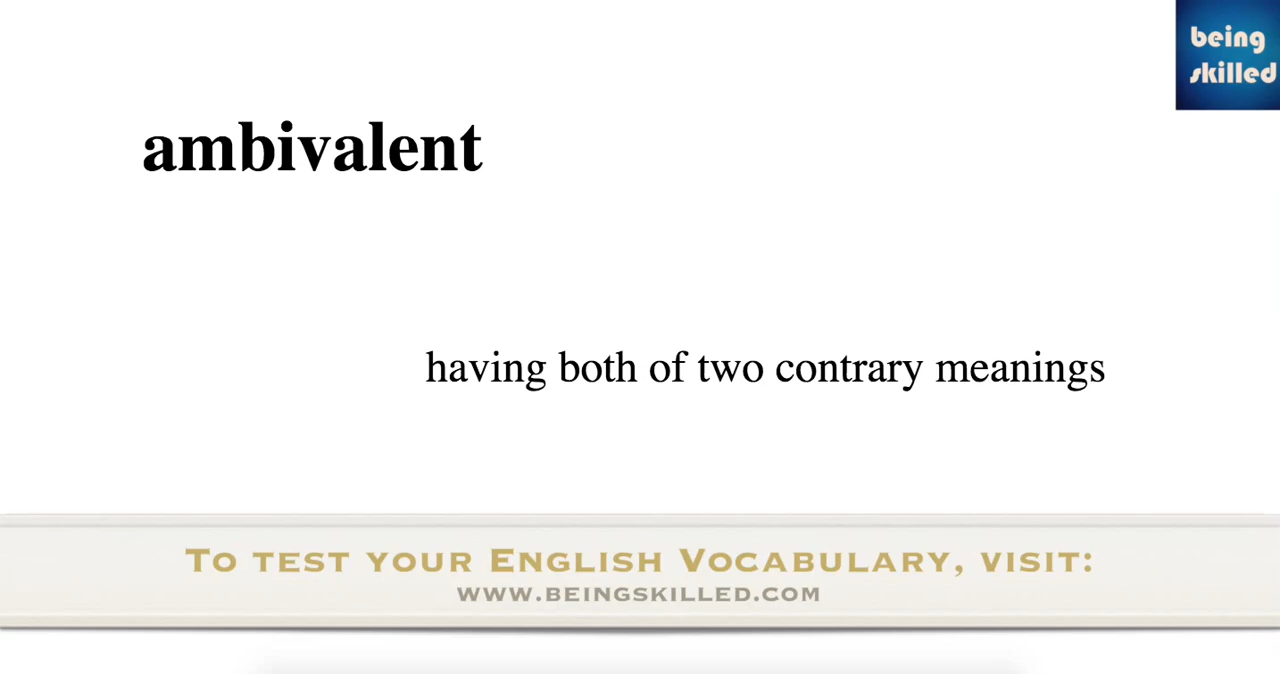 being
skilled
ambivalent
having both of two contrary meanings
To test your English Vocabulary, visit:
www.beingskilled.com